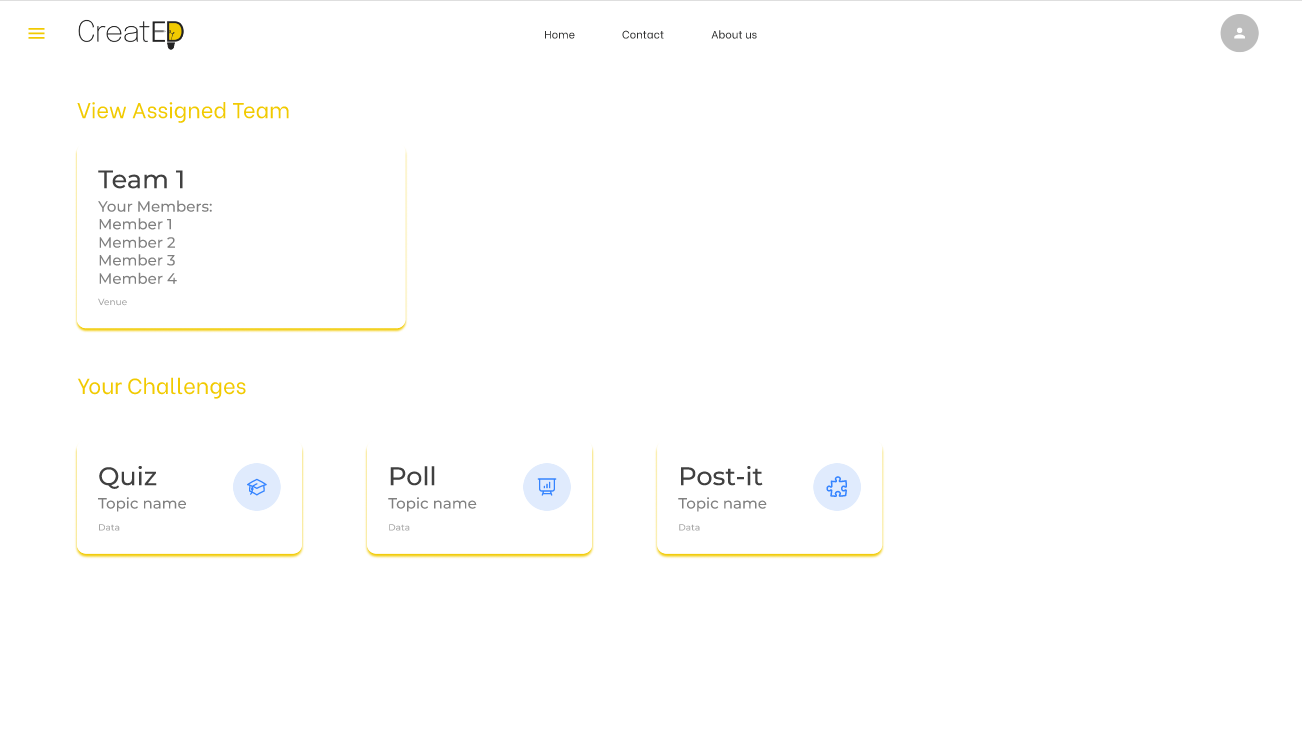 CreatED
Home Contact About us
View Assigned Team
Team 1
Your Members:
Member 1
Member 2
Member 3
Member 4
Venue
Your Challenges
Quiz
Topic name
Data
Poll
Topic name
Data
Post-it
Topic name
Data